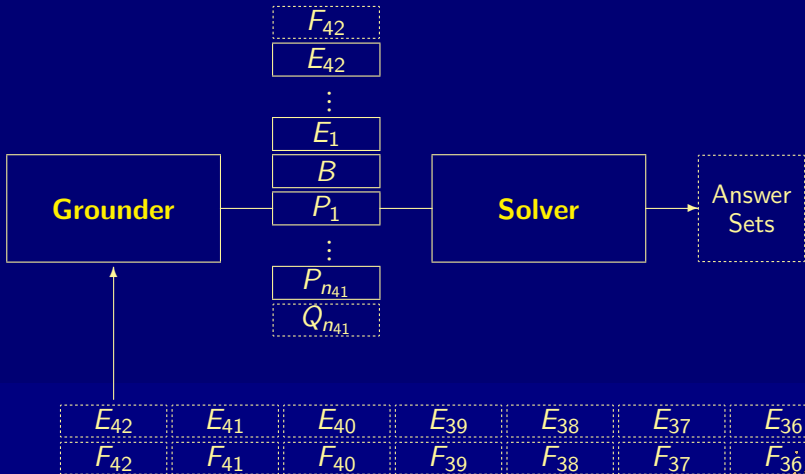 F₄₂
E₄₂
⋮
E₁
B
Grounder
P₁
Solver
Answer
Sets
⋮
Pₙ₄₁
Qₙ₄₁
E₄₂ E₄₁ E₄₀ E₃₉ E₃₈ E₃₇ E₃₆
F₄₂ F₄₁ F₄₀ F₃₉ F₃₈ F₃₇ F₃₆